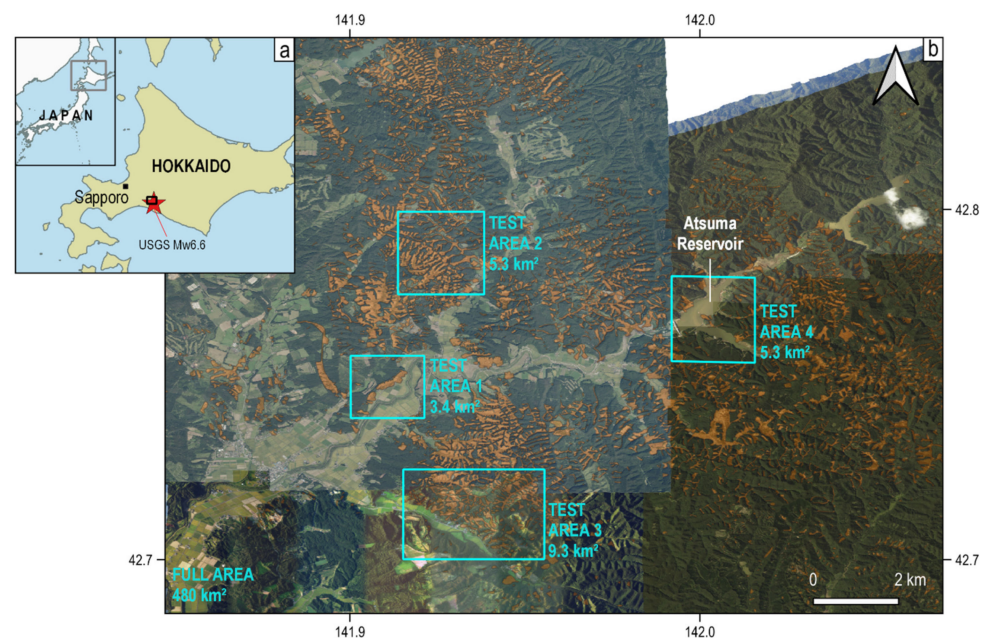 141.9
142.0
a
b
JAPAN
HOKKAIDO
Sapporo
USGS Mw6.6
42.8
42.8
TEST
AREA 2
5.3 km²
Atsuma
Reservoir
TEST
AREA 4
5.3 km²
TEST
AREA 1
3.4 km²
TEST
AREA 3
9.3 km²
42.7
42.7
FULL AREA
480 km²
0
2 km
141.9
142.0